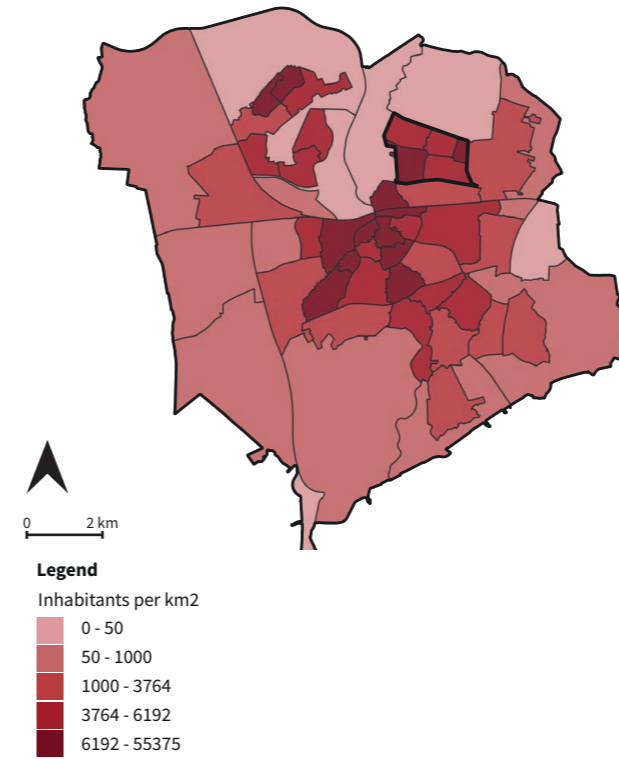 0 2 km
Legend
Inhabitants per km2
0 - 50
50 - 1000
1000 - 3764
3764 - 6192
6192 - 55375